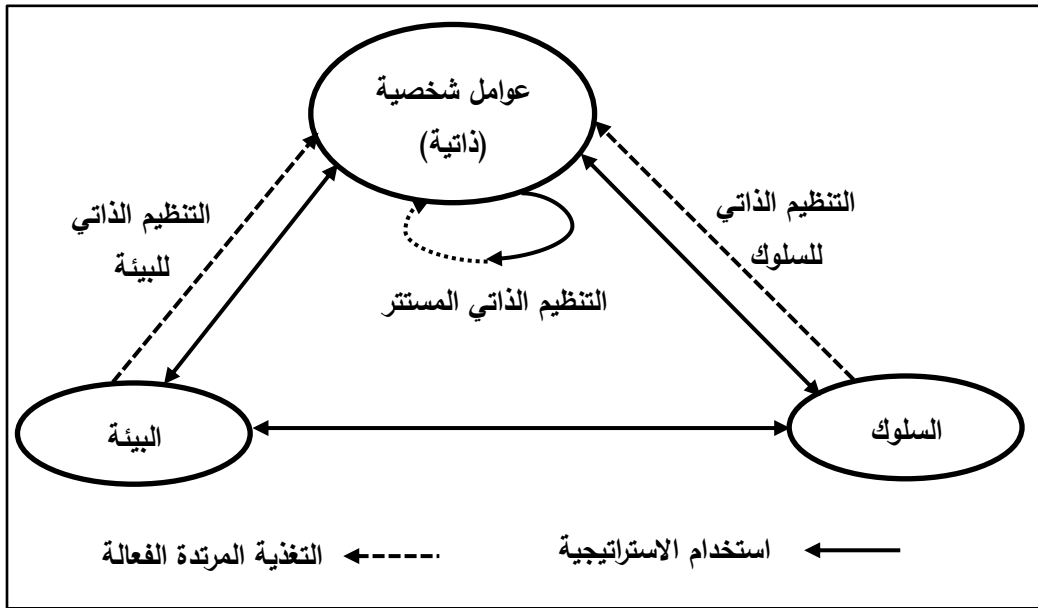 عوامل شخصية
(ذاتية)
التنظيم الذاتي
للسلوك
التنظيم الذاتي
للبيئة
التنظيم الذاتي المستتر
السلوك
البيئة
استخدام الاستراتيجية
التغذية المرتدة الفعالة